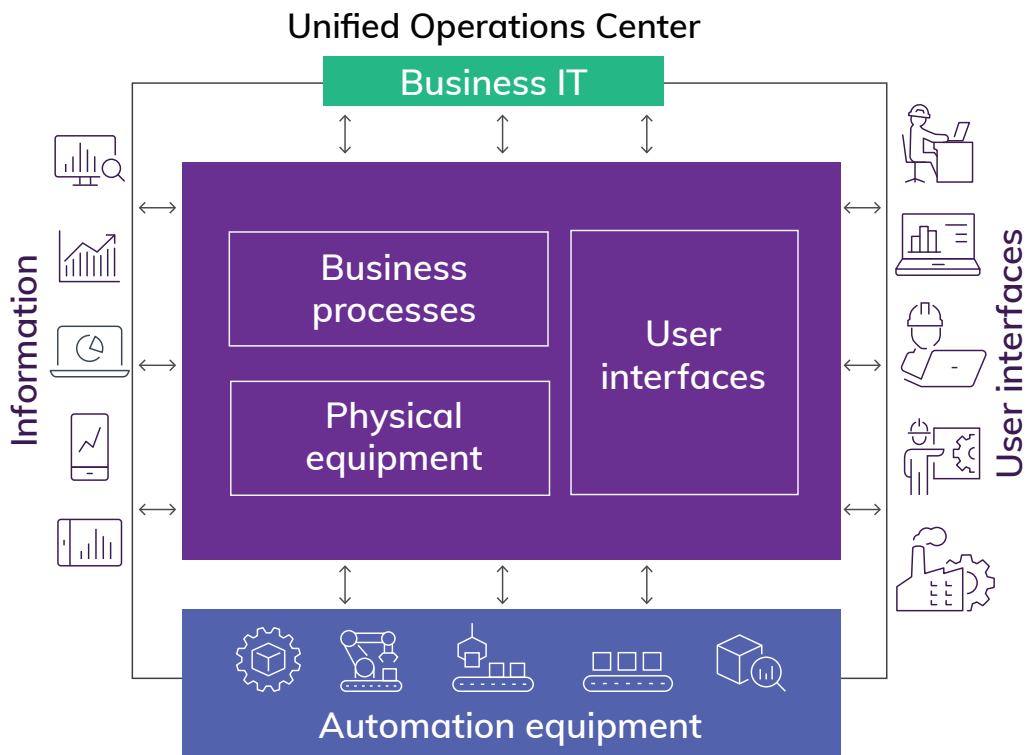 Unified Operations Center
Business IT
Information
Business
processes
Physical
equipment
User
interfaces
User interfaces
Automation equipment